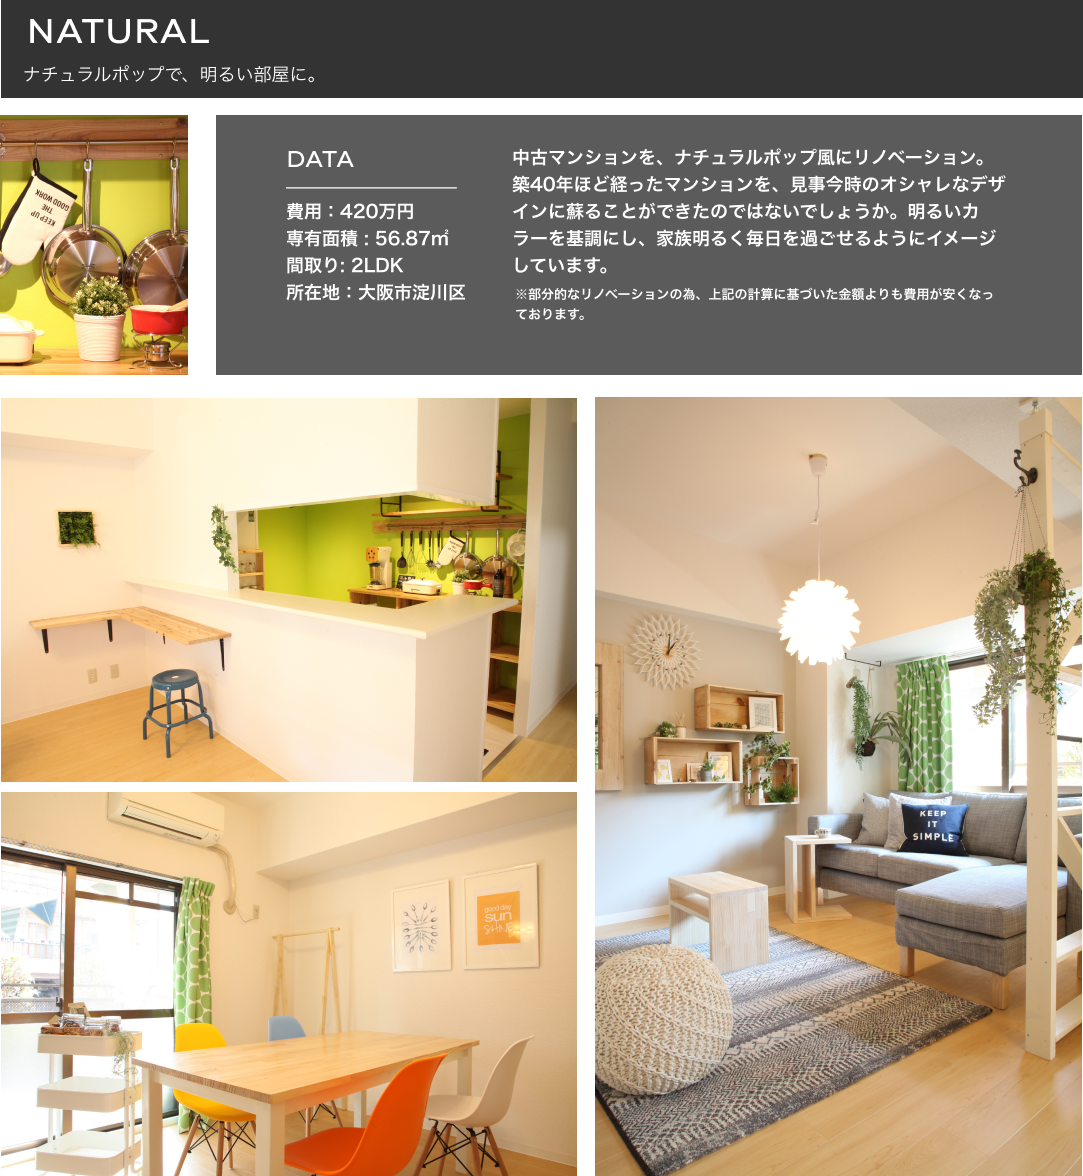 NATURAL
ナチュラルポップで、明るい部屋に。
KEEP UP
THE
GOOD WORK
DATA
費用：420万円
専有面積 : 56.87㎡
間取り: 2LDK
所在地：大阪市淀川区
中古マンションを、ナチュラルポップ風にリノベーション。
築40年ほど経ったマンションを、見事今時のオシャレなデザ
インに蘇ることができたのではないでしょうか。明るいカ
ラーを基調にし、家族明るく毎日を過ごせるようにイメージ
しています。
※部分的なリノベーションの為、上記の計算に基づいた金額よりも費用が安くなっ
ております。
KEEP
IT
SIMPLE
good day
sun